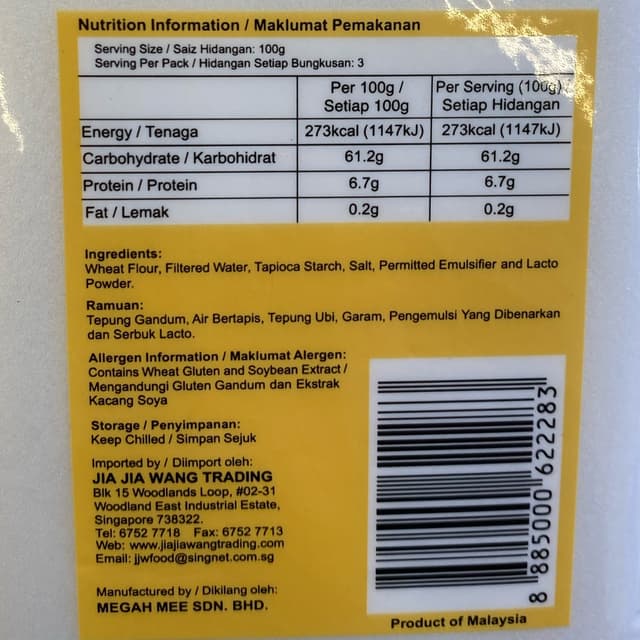 Nutrition Information / Maklumat Pemakanan
Serving Size / Saiz Hidangan: 100g
Serving Per Pack / Hidangan Setiap Bungkusan: 3
Per 100g / Setiap 100g
Per Serving (100g) / Setiap Hidangan
Energy / Tenaga 273kcal (1147kJ) 273kcal (1147kJ)
Carbohydrate / Karbohidrat 61.2g 61.2g
Protein / Protein 6.7g 6.7g
Fat / Lemak 0.2g 0.2g
Ingredients:
Wheat Flour, Filtered Water, Tapioca Starch, Salt, Permitted Emulsifier and Lacto
Powder.
Ramuan:
Tepung Gandum, Air Bertapis, Tepung Ubi, Garam, Pengemulsi Yang Dibenarkan
dan Serbuk Lacto.
Allergen Information / Maklumat Alergen:
Contains Wheat Gluten and Soybean Extract /
Mengandungi Gluten Gandum dan Ekstrak
Kacang Soya
Storage / Penyimpanan:
Keep Chilled / Simpan Sejuk
Imported by / Diimport oleh:
JIA JIA WANG TRADING
Blk 15 Woodlands Loop, #02-31
Woodland East Industrial Estate,
Singapore 738322.
Tel: 6752 7718 Fax: 6752 7713
Web: www.jiajiawangtrading.com
Email: jjwfood@singnet.com.sg
Manufactured by / Dikilang oleh:
MEGAH MEE SDN. BHD.
8 885000 622283
Product of Malaysia